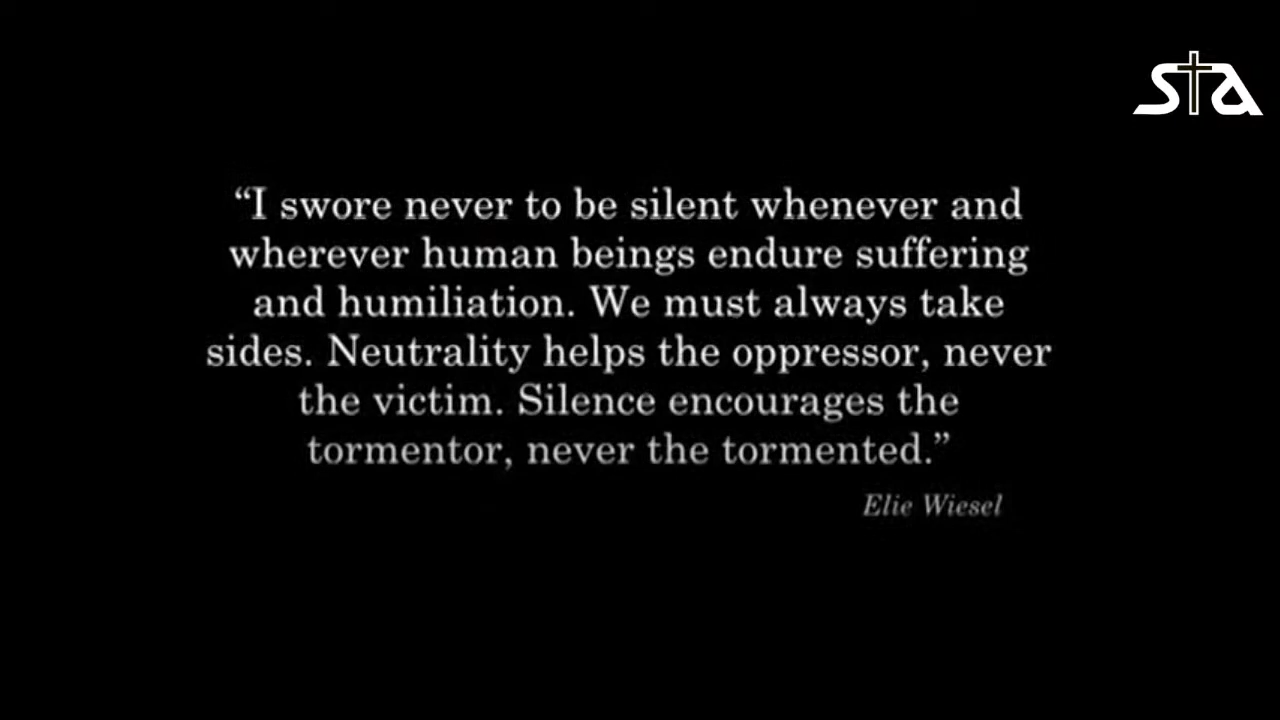 sta
“I swore never to be silent whenever and
wherever human beings endure suffering
and humiliation. We must always take
sides. Neutrality helps the oppressor, never
the victim. Silence encourages the
tormentor, never the tormented.”
Elie Wiesel